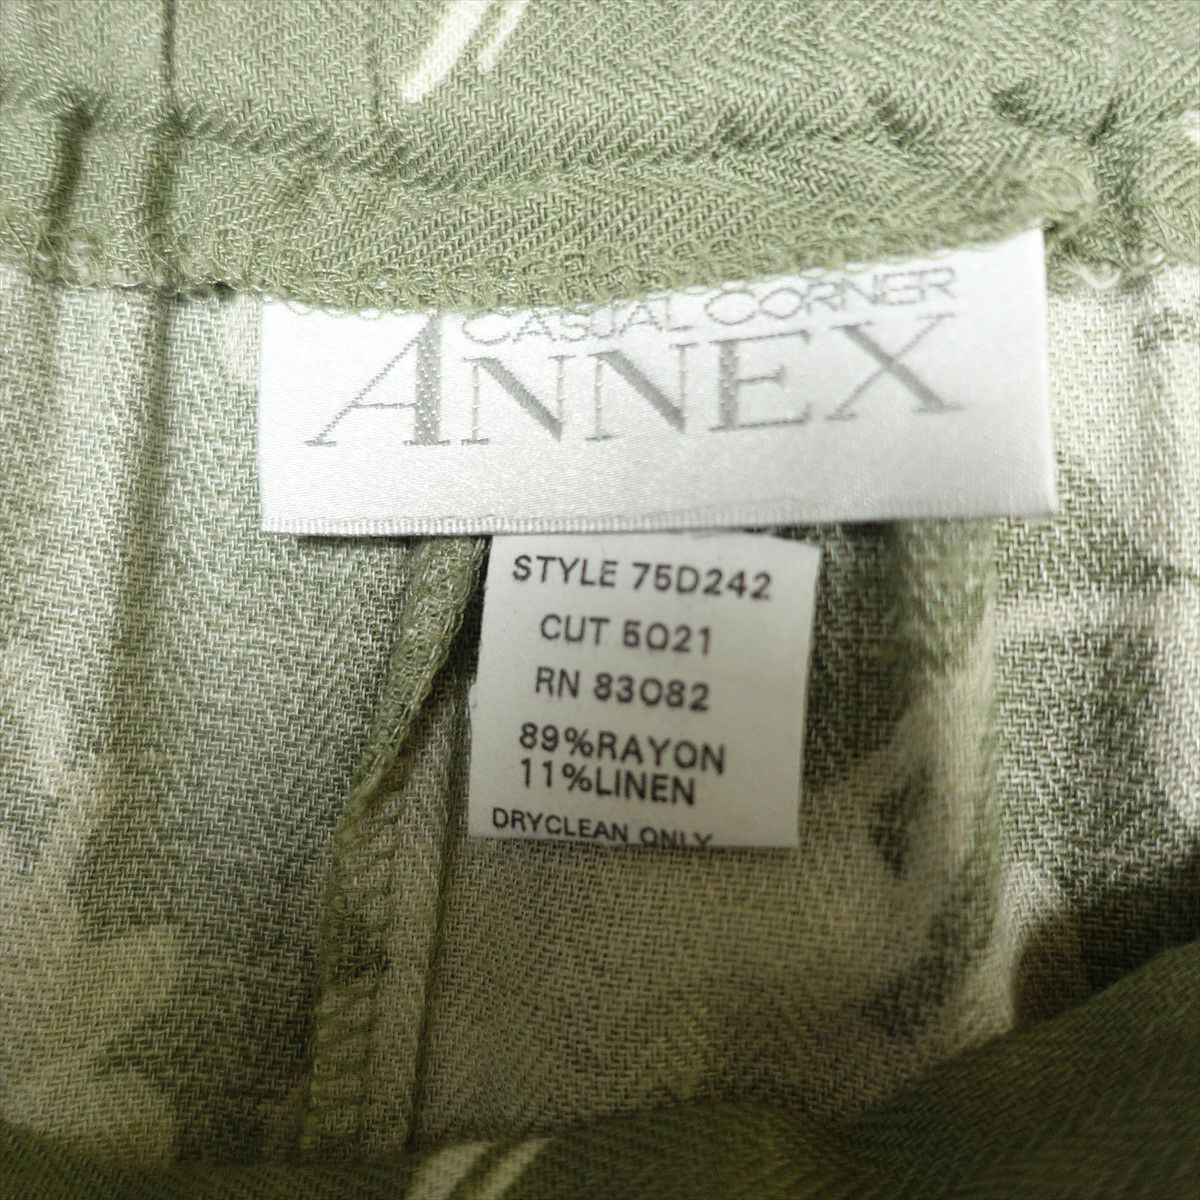 CASUAL CORNER
ANNEX
STYLE 75D242
CUT 5021
RN 83082
89%RAYON
11%LINEN
DRYCLEAN ONLY